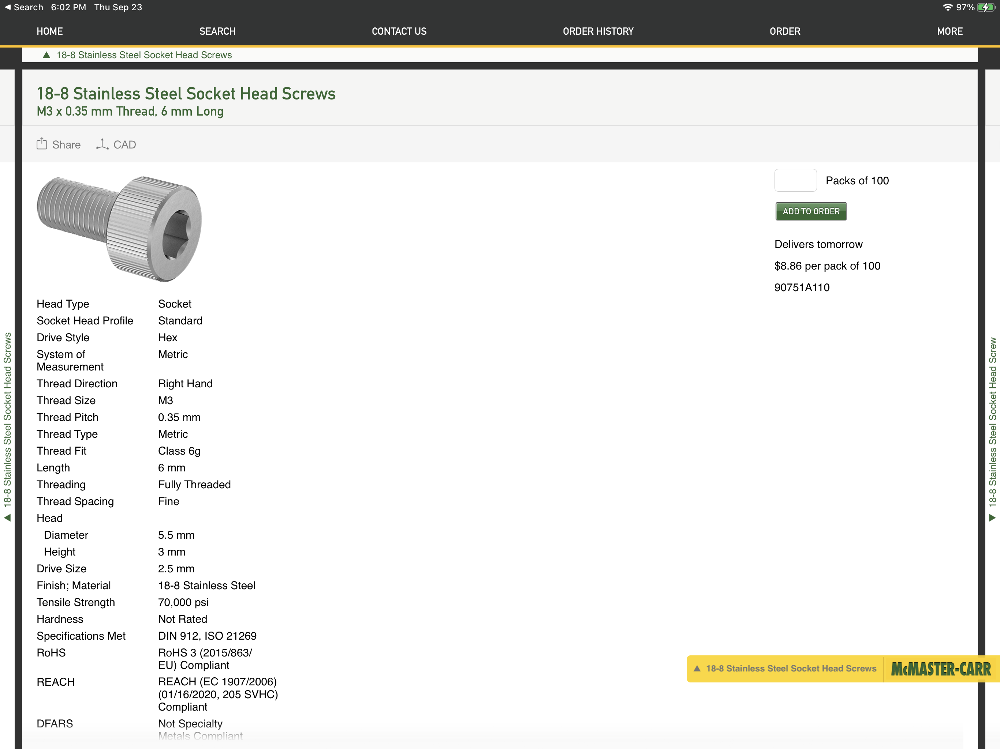 Search 6:02 PM Thu Sep 23 97%
HOME SEARCH CONTACT US ORDER HISTORY ORDER MORE
18-8 Stainless Steel Socket Head Screws
18-8 Stainless Steel Socket Head Screws
M3 x 0.35 mm Thread, 6 mm Long
Share CAD
Packs of 100
ADD TO ORDER
Delivers tomorrow
$8.86 per pack of 100
90751A110
Head Type Socket
Socket Head Profile Standard
Drive Style Hex
System of Metric
Measurement
Thread Direction Right Hand
Thread Size M3
Thread Pitch 0.35 mm
Thread Type Metric
Thread Fit Class 6g
Length 6 mm
Threading Fully Threaded
Thread Spacing Fine
Head
Diameter 5.5 mm
Height 3 mm
Drive Size 2.5 mm
Finish; Material 18-8 Stainless Steel
Tensile Strength 70,000 psi
Hardness Not Rated
Specifications Met DIN 912, ISO 21269
RoHS RoHS 3 (2015/863/
EU) Compliant
REACH REACH (EC 1907/2006)
(01/16/2020, 205 SVHC)
Compliant
DFARS Not Specialty
Metals Compliant
18-8 Stainless Steel Socket Head Screws
18-8 Stainless Steel Socket Head Screw
18-8 Stainless Steel Socket Head Screws McMASTER-CARR